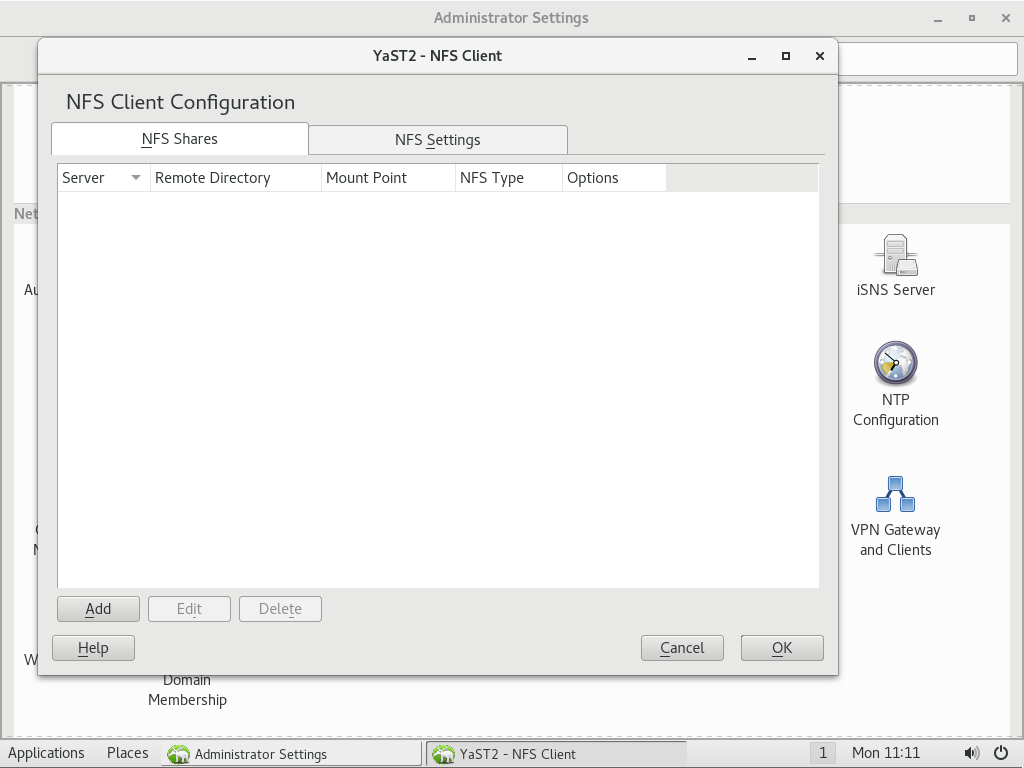 Administrator Settings
YaST2 - NFS Client
NFS Client Configuration
NFS Shares
NFS Settings
Server
Remote Directory
Mount Point
NFS Type
Options
Net
Au
iSNS Server
NTP
Configuration
VPN Gateway
and Clients
W
Add
Edit
Delete
Help
Cancel
OK
Domain
Membership
Applications
Places
Administrator Settings
YaST2 - NFS Client
1
Mon 11:11